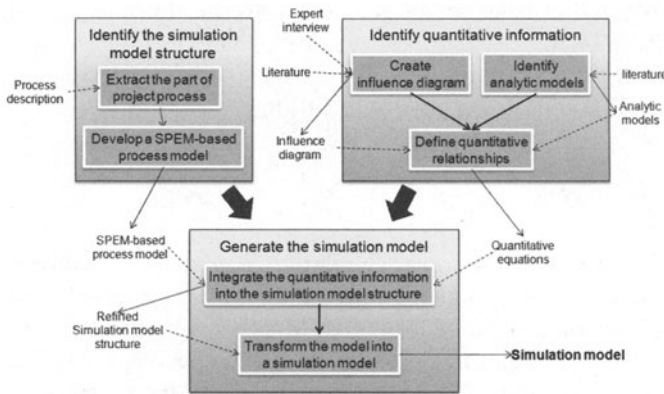 Identify the simulation
model structure
Extract the part of
project process
Develop a SPEM-based
process model
Process
description
Expert
interview
Literature
Identify quantitative information
Create
influence diagram
Identify
analytic models
literature
Analytic
models
Influence
diagram
Define quantitative
relationships
SPEM-based
process model
Quantitative
equations
Generate the simulation model
Integrate the quantitative information
into the simulation model structure
Refined
Simulation model
structure
Transform the model into
a simulation model
Simulation model